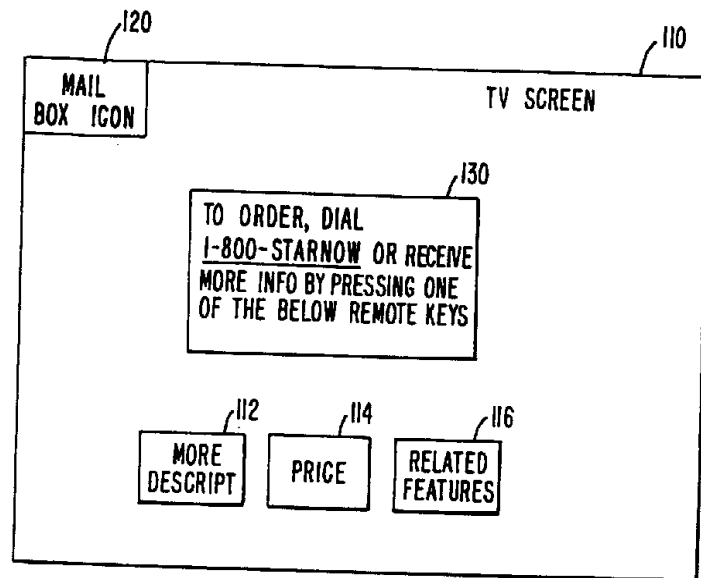 120
110
MAIL
BOX ICON
TV SCREEN
130
TO ORDER, DIAL
1-800-STARNOW OR RECEIVE
MORE INFO BY PRESSING ONE
OF THE BELOW REMOTE KEYS
112
114
116
MORE
DESCRIPT
PRICE
RELATED
FEATURES